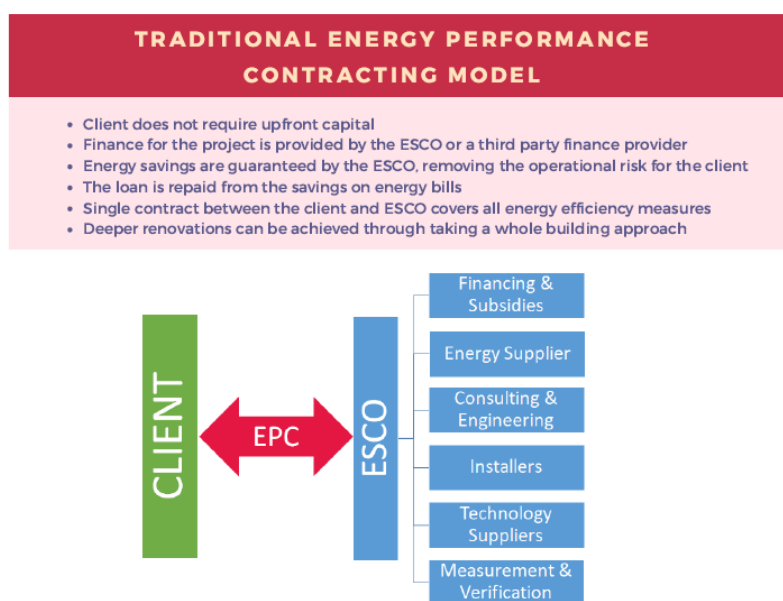 TRADITIONAL ENERGY PERFORMANCE
CONTRACTING MODEL
• Client does not require upfront capital
• Finance for the project is provided by the ESCO or a third party finance provider
• Energy savings are guaranteed by the ESCO, removing the operational risk for the client
• The loan is repaid from the savings on energy bills
• Single contract between the client and ESCO covers all energy efficiency measures
• Deeper renovations can be achieved through taking a whole building approach
CLIENT
EPC
ESCO
Financing &
Subsidies
Energy Supplier
Consulting &
Engineering
Installers
Technology
Suppliers
Measurement &
Verification